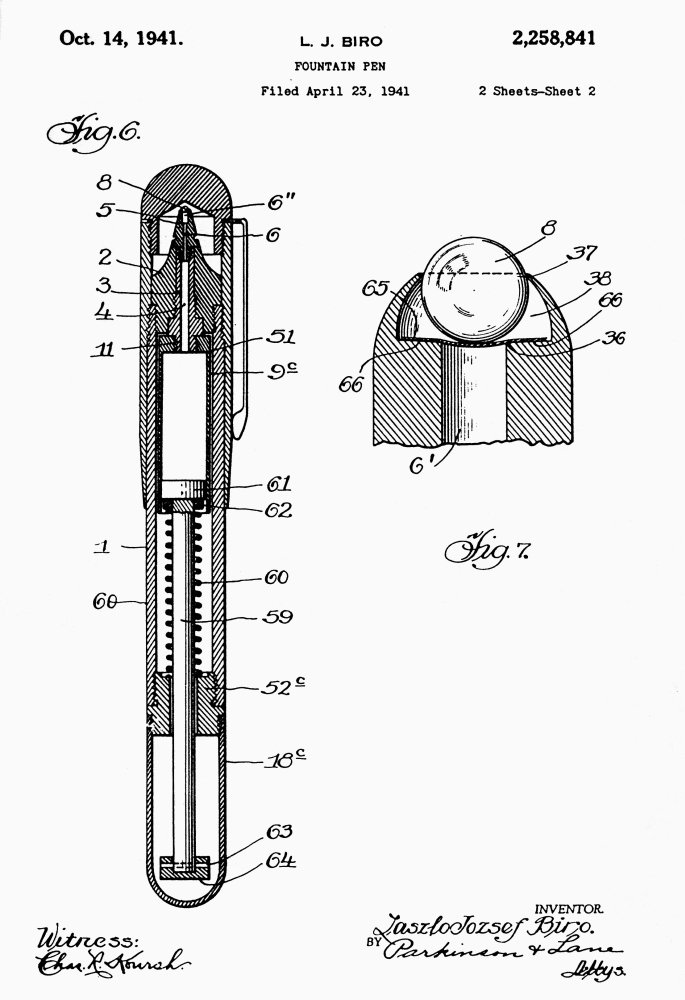 Oct. 14, 1941.
L. J. BIRO
2,258,841
FOUNTAIN PEN
Filed April 23, 1941
2 Sheets-Sheet 2
Fig.6.
8
5
2
3
4
11
1
60
6"
6
51
9c
61
62
60
59
52c
18c
63
64
8
37
38
65
66
36
66
6'
Fig.7.
Witness:
Chas. R. Koursh.
INVENTOR.
Laszlo Jozsef Biro.
BY Parkinson & Lane
Attys.